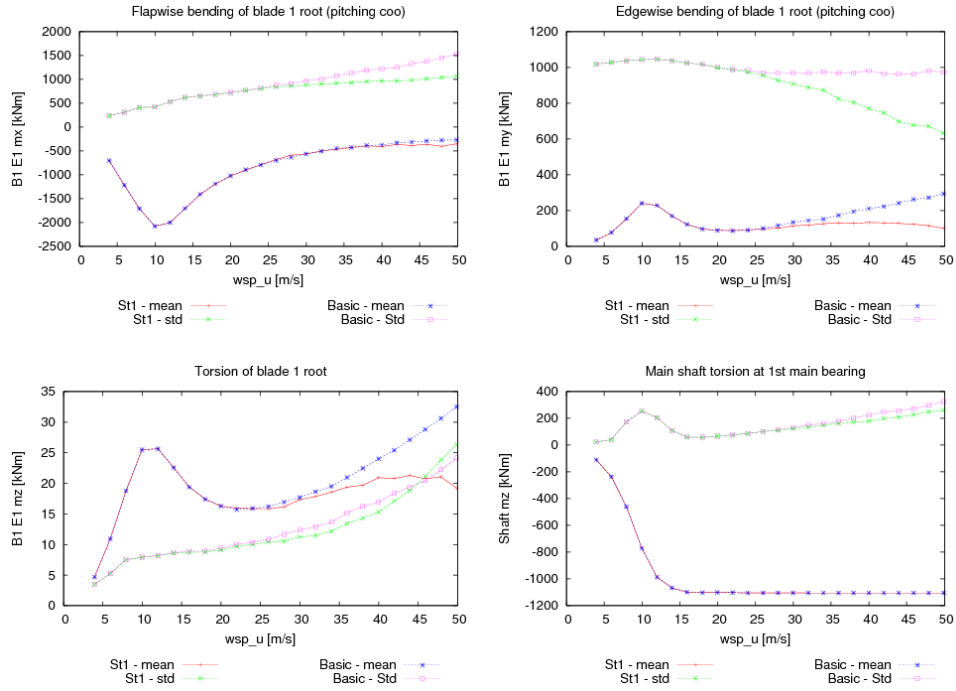 Flapwise bending of blade 1 root (pitching coo)
B1 E1 mx [kNm]
2000
1500
1000
500
0
-500
-1000
-1500
-2000
-2500
0 5 10 15 20 25 30 35 40 45 50
wsp_u [m/s]
St1 - mean
St1 - std
Basic - mean
Basic - Std
Edgewise bending of blade 1 root (pitching coo)
B1 E1 my [kNm]
1200
1000
800
600
400
200
0
0 5 10 15 20 25 30 35 40 45 50
wsp_u [m/s]
St1 - mean
St1 - std
Basic - mean
Basic - Std
Torsion of blade 1 root
B1 E1 mz [kNm]
35
30
25
20
15
10
5
0
0 5 10 15 20 25 30 35 40 45 50
wsp_u [m/s]
St1 - mean
St1 - std
Basic - mean
Basic - Std
Main shaft torsion at 1st main bearing
Shaft mz [kNm]
400
200
0
-200
-400
-600
-800
-1000
-1200
0 5 10 15 20 25 30 35 40 45 50
wsp_u [m/s]
St1 - mean
St1 - std
Basic - mean
Basic - Std